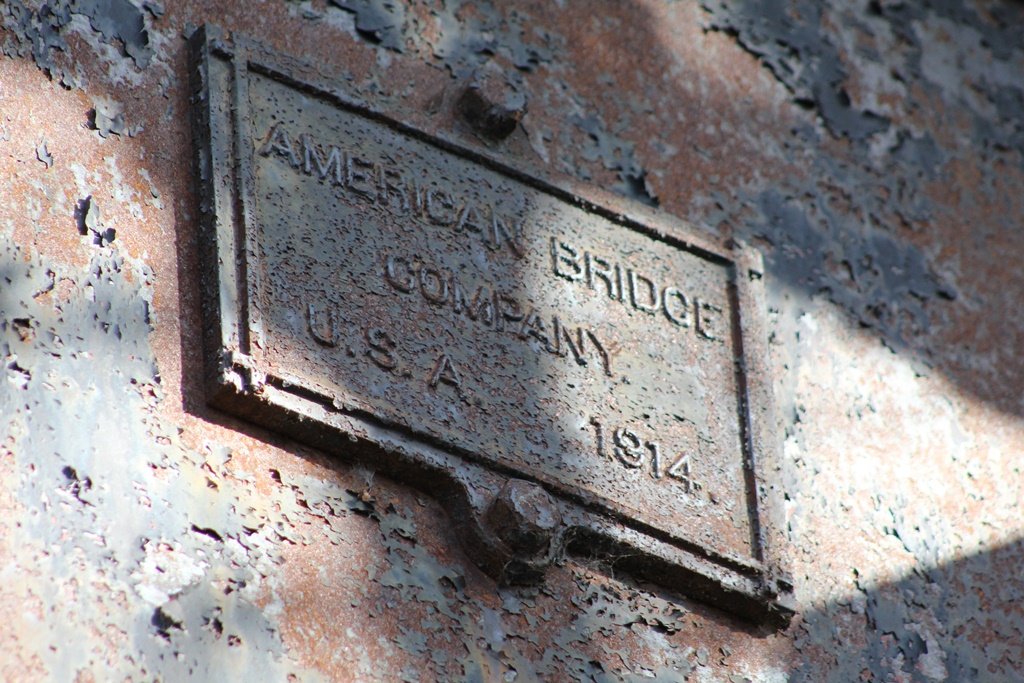 AMERICAN BRIDGE
COMPANY
U.S.A 1914.